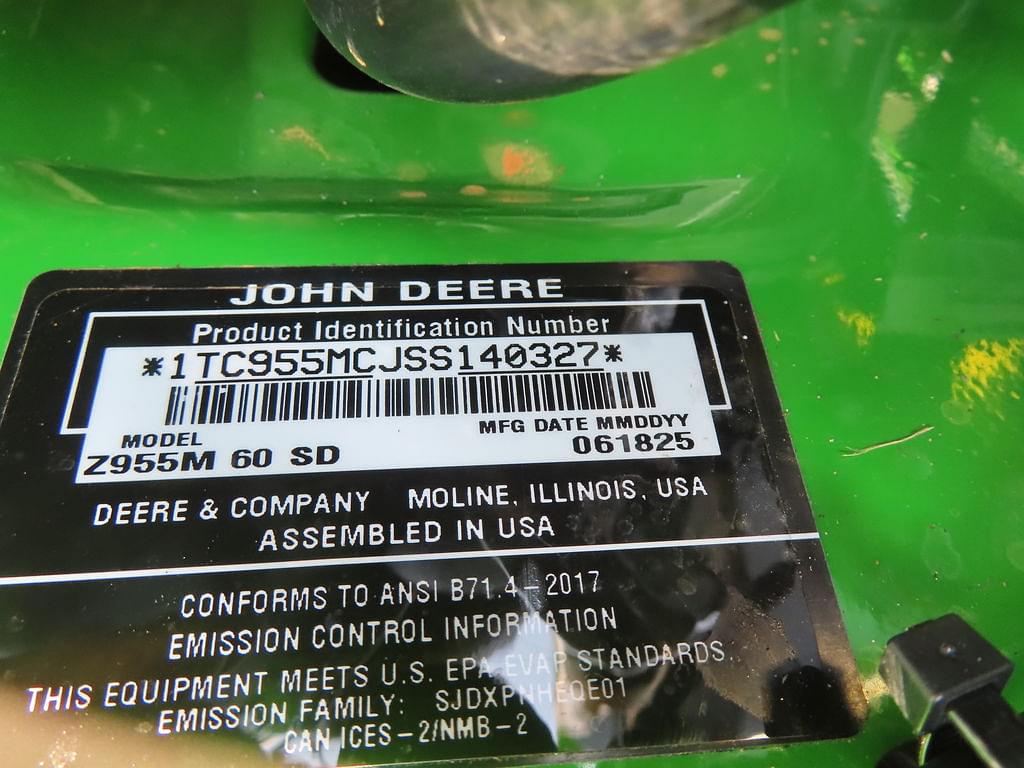 JOHN DEERE
Product Identification Number
*1TC955MCJSS140327*
MFG DATE MMDDYY
MODEL 061825
Z955M 60 SD
DEERE & COMPANY MOLINE, ILLINOIS, USA
ASSEMBLED IN USA
CONFORMS TO ANSI B71.4-2017
EMISSION CONTROL INFORMATION
THIS EQUIPMENT MEETS U.S. EPA EVAP STANDARDS.
EMISSION FAMILY: SJDXPNHEQE01
CAN ICES-2/NMB-2